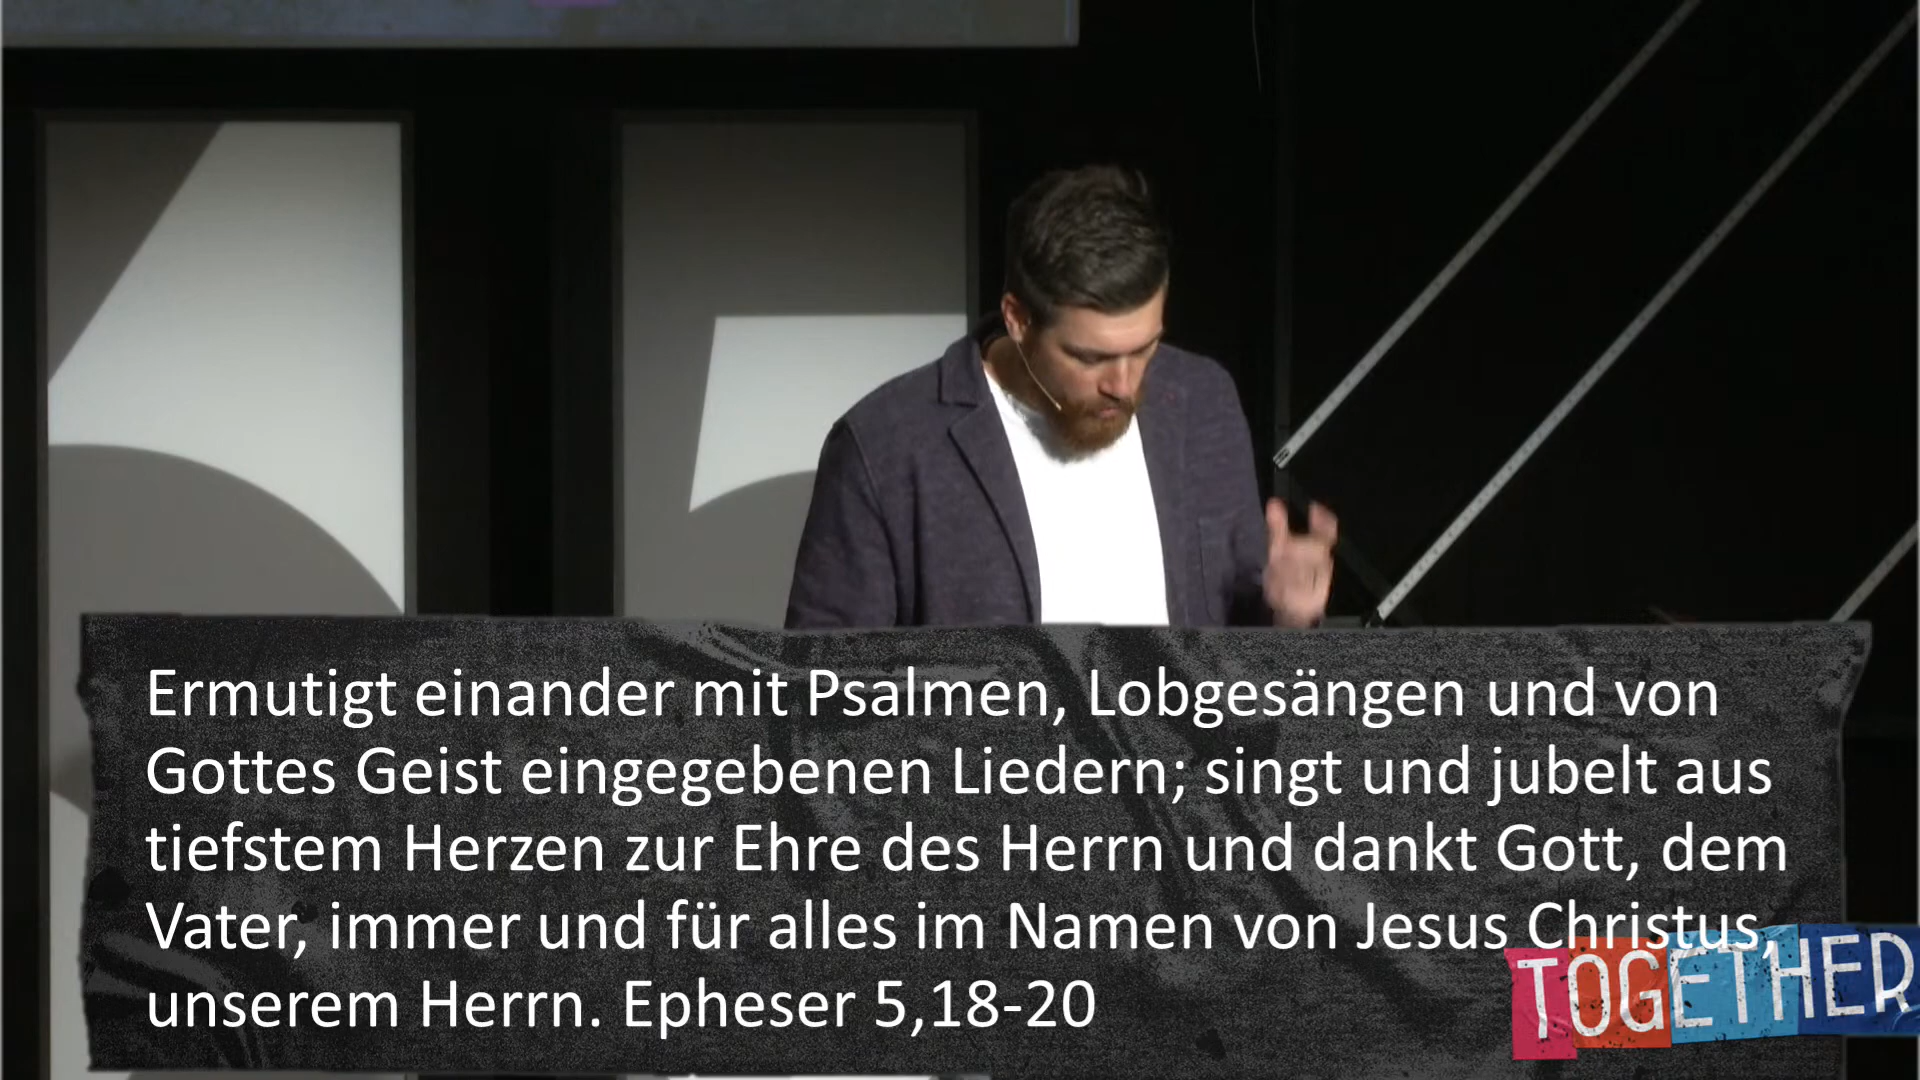 Ermutigt einander mit Psalmen, Lobgesängen und von
Gottes Geist eingegebenen Liedern; singt und jubelt aus
tiefstem Herzen zur Ehre des Herrn und dankt Gott, dem
Vater, immer und für alles im Namen von Jesus Christus,
unserem Herrn. Epheser 5,18-20
TOGETHER